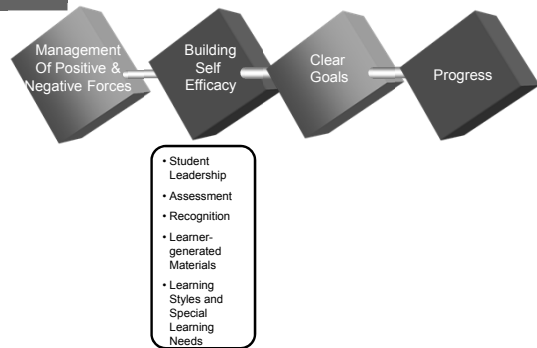 Management
Of Positive &
Negative Forces
Building
Self
Efficacy
Clear
Goals
Progress
• Student
Leadership
• Assessment
• Recognition
• Learner-
generated
Materials
• Learning
Styles and
Special
Learning
Needs